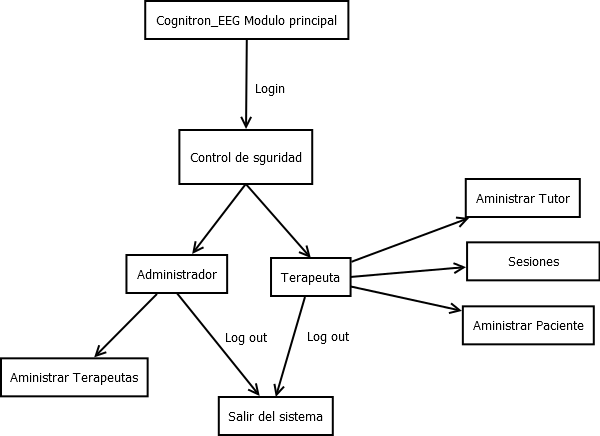 Cognitron_EEG Modulo principal
Login
Control de sguridad
Aministrar Tutor
Sesiones
Administrador
Terapeuta
Aministrar Paciente
Log out
Log out
Aministrar Terapeutas
Salir del sistema